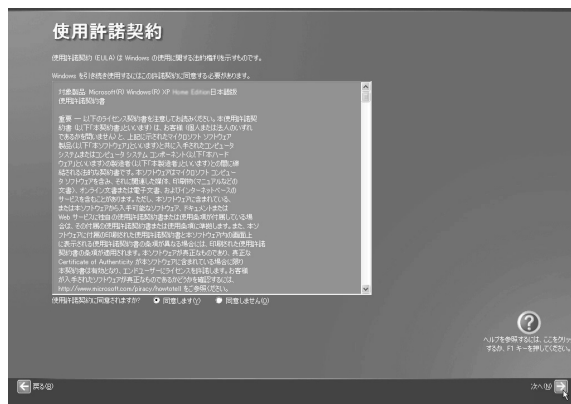 使用許諾契約
使用許諾契約 (EULA) は Windows の使用に関する法的権利を示すものです。
Windows を引き続き使用するにはこの許諾契約に同意する必要があります。
対象製品 Microsoft(R) Windows(R) XP Home Edition日本語版
使用許諾契約書
重要 ― 以下のライセンス契約書を注意してお読みください。本使用許諾契
約書 (以下「本契約書」といいます) は、お客様 (個人または法人のいずれ
であるかを問いません) と、上記に示されたマイクロソフト ソフトウェア
製品(以下「本ソフトウェア」といいます)と共に入手されたコンピュータ
システムまたはコンピュータ システム コンポーネント(以下「本ハード
ウェア」といいます)の製造者(以下「本製造者」といいます)との間に締
結される法的な契約書です。本ソフトウェアはマイクロソフト コンピュー
タ ソフトウェアを含み、それに関連した媒体、印刷物(マニュアルなどの
文書)、オンライン文書または電子文書、およびインターネットベースの
サービスを含むことがあります。ただし、本ソフトウェアに含まれている、
または本ソフトウェアから入手可能なソフトウェア、ドキュメントまたは
Web サービスに独自の使用許諾契約書または使用条項が付属している場
合は、その付属の使用許諾契約書または使用条項に準拠します。また、本ソ
フトウェアに付属の印刷された使用許諾契約書と本ソフトウェア内の画面上
に表示される使用許諾契約書の条項が異なる場合には、印刷された使用許諾
契約書の条項が適用されます。本ソフトウェアが真正なものであり、真正な
Certificate of Authenticity が本ソフトウェアに含まれている場合に限り
本契約書は有効となり、エンドユーザーにライセンスを許諾します。お客様
が入手されたソフトウェアが真正なものであるかどうかを確認するには、
http://www.microsoft.com/piracy/howtotell をご参照ください。
使用許諾契約に同意されますか? 同意します(Y) 同意しません(O)
ヘルプを参照するには、ここをクリッ
するか、F1 キーを押してください。
戻る(B)
次へ(N)